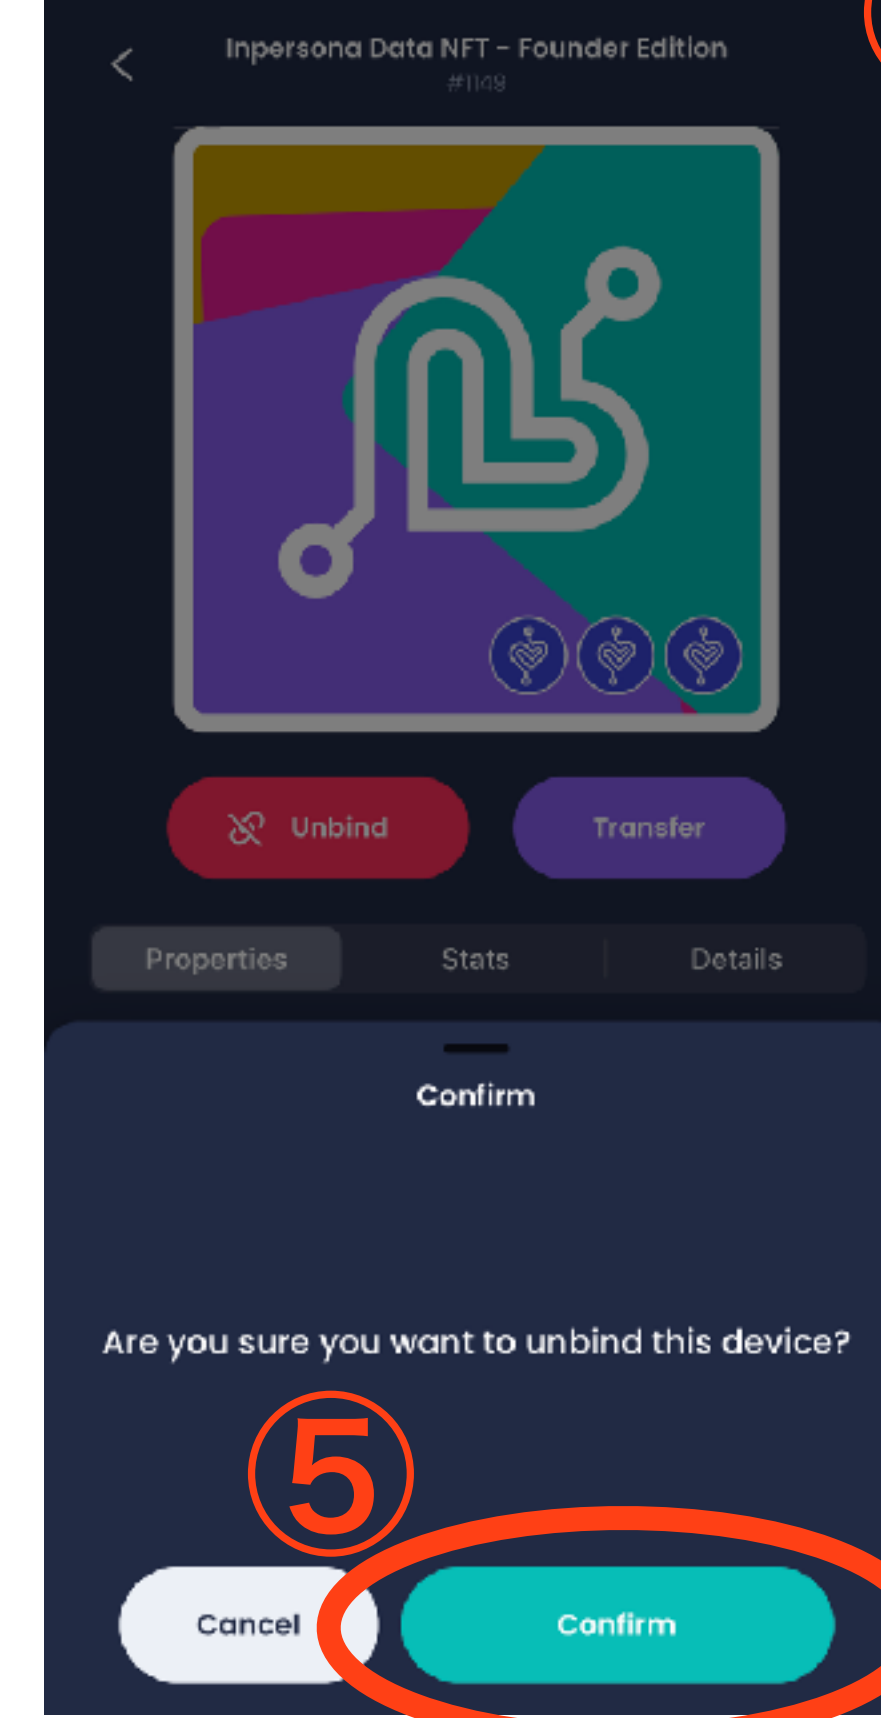 Inpersona Data NFT - Founder Edition
#1149
Unbind
Transfer
Properties
Stats
Details
Confirm
Are you sure you want to unbind this device?
5
Cancel
Confirm